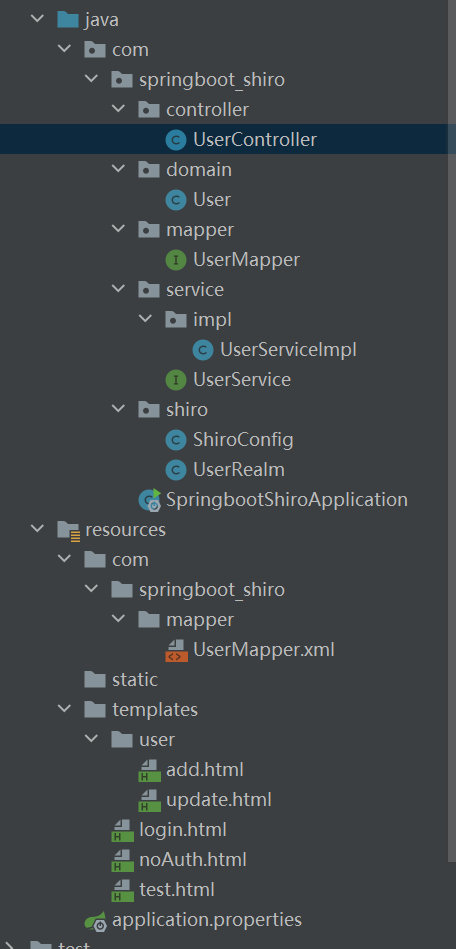 java
com
springboot_shiro
controller
C UserController
domain
C User
mapper
I UserMapper
service
impl
C UserServiceImpl
I UserService
shiro
C ShiroConfig
C UserRealm
SpringbootShiroApplication
resources
com
springboot_shiro
mapper
UserMapper.xml
static
templates
user
H add.html
H update.html
H login.html
H noAuth.html
H test.html
application.properties
test